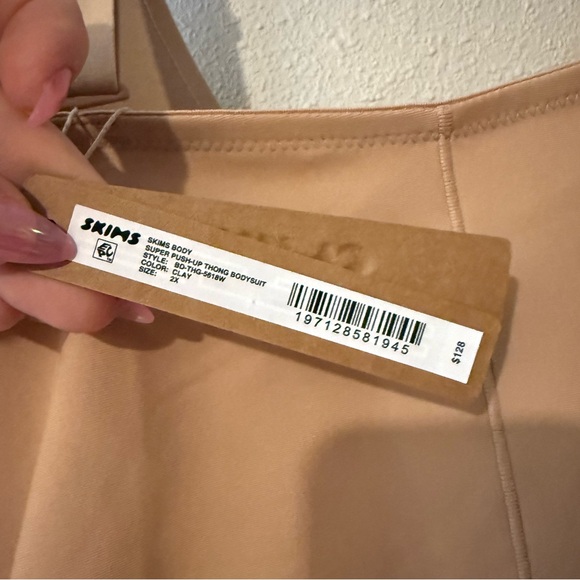 SKIMS
SKIMS BODY
SUPER PUSH-UP THONG BODYSUIT
STYLE: BD-THG-5618W
COLOR: CLAY
SIZE: 2X
197128581945
$128